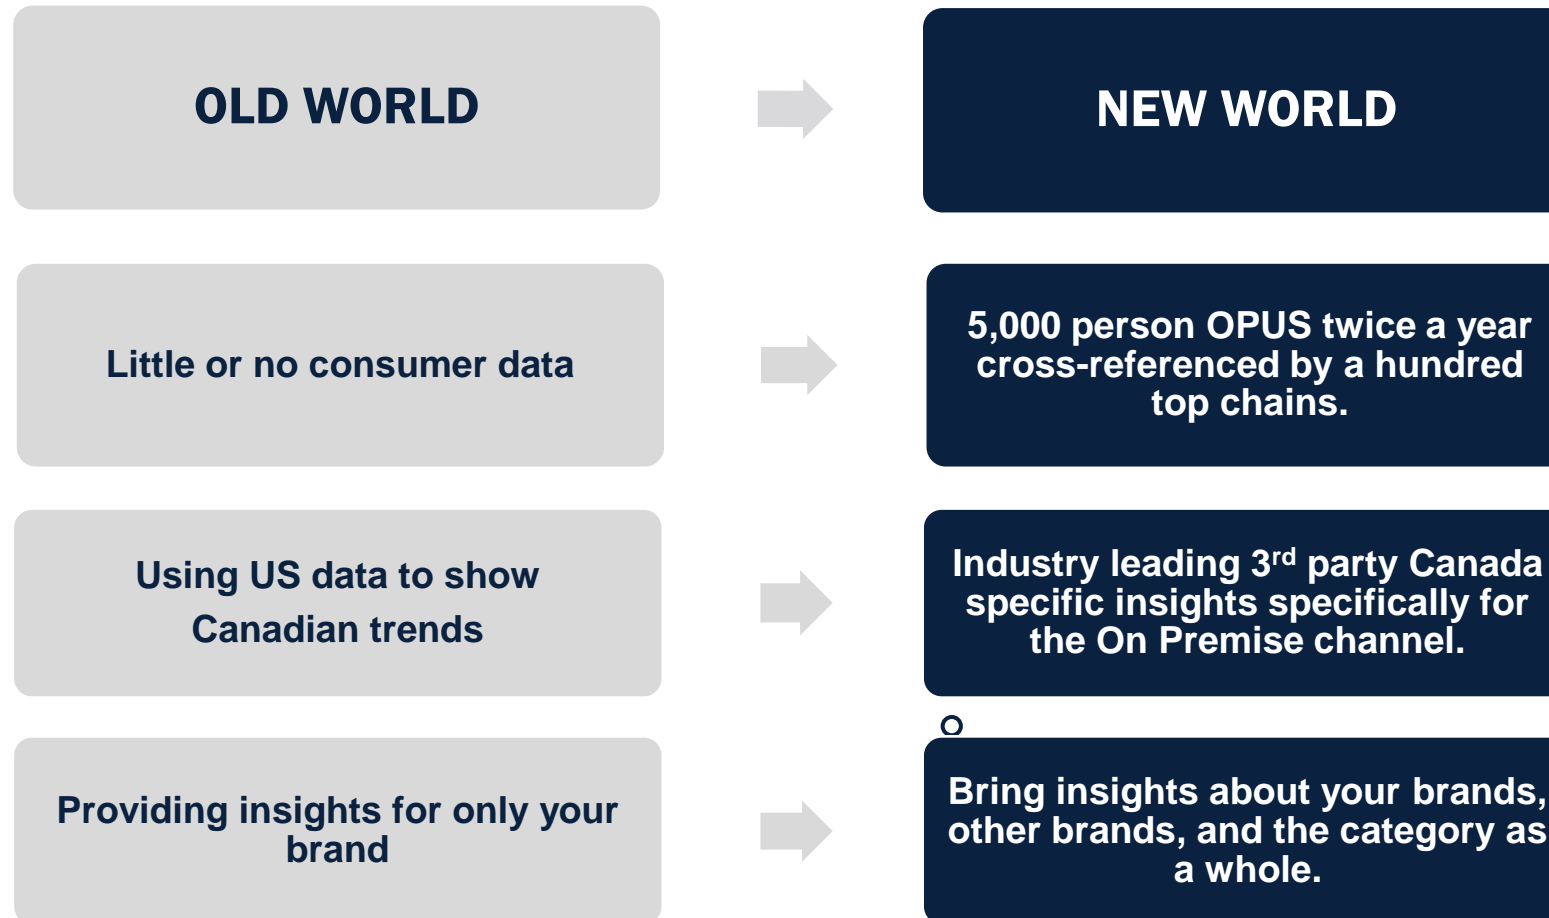 OLD WORLD
NEW WORLD
Little or no consumer data
5,000 person OPUS twice a year
cross-referenced by a hundred
top chains.
Using US data to show
Canadian trends
Industry leading 3rd party Canada
specific insights specifically for
the On Premise channel.
Providing insights for only your
brand
Bring insights about your brands,
other brands, and the category as
a whole.